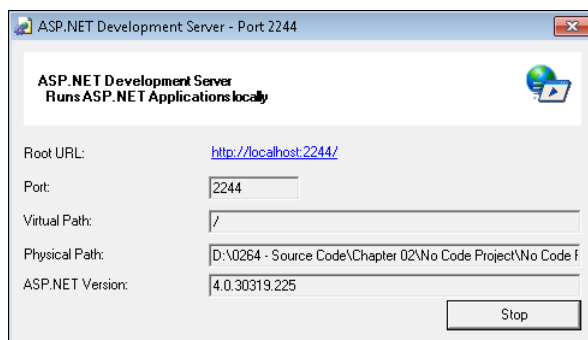 ASP.NET Development Server - Port 2244
ASP.NET Development Server
Runs ASP.NET Applications locally
Root URL: http://localhost:2244/
Port: 2244
Virtual Path: /
Physical Path: D:\0264 - Source Code\Chapter 02\No Code Project\No Code
ASP.NET Version: 4.0.30319.225
Stop